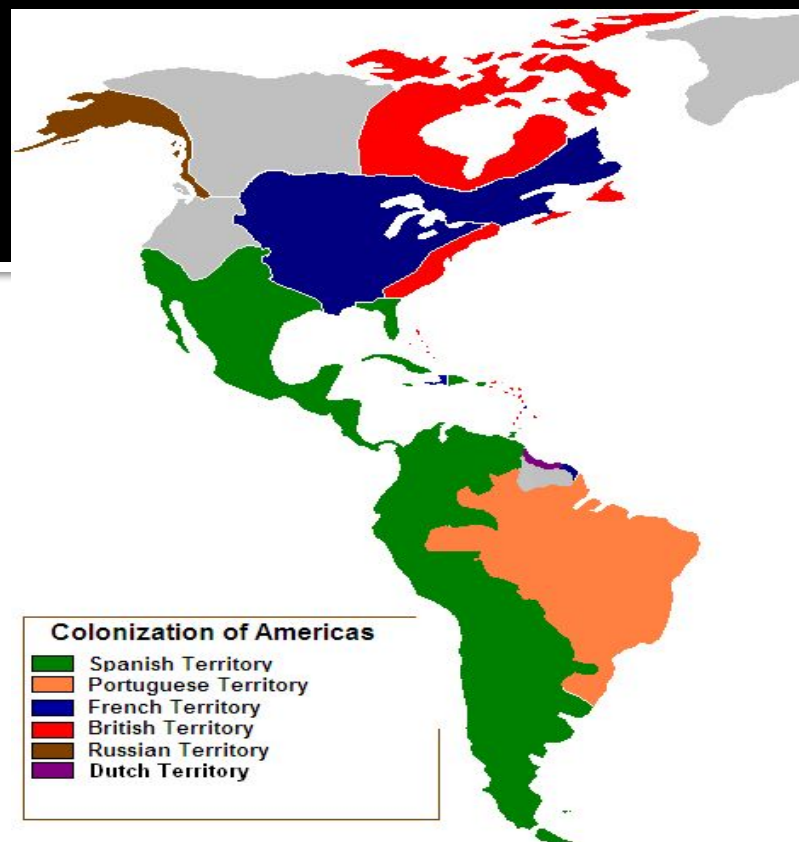 Colonization of Americas
Spanish Territory
Portuguese Territory
French Territory
British Territory
Russian Territory
Dutch Territory